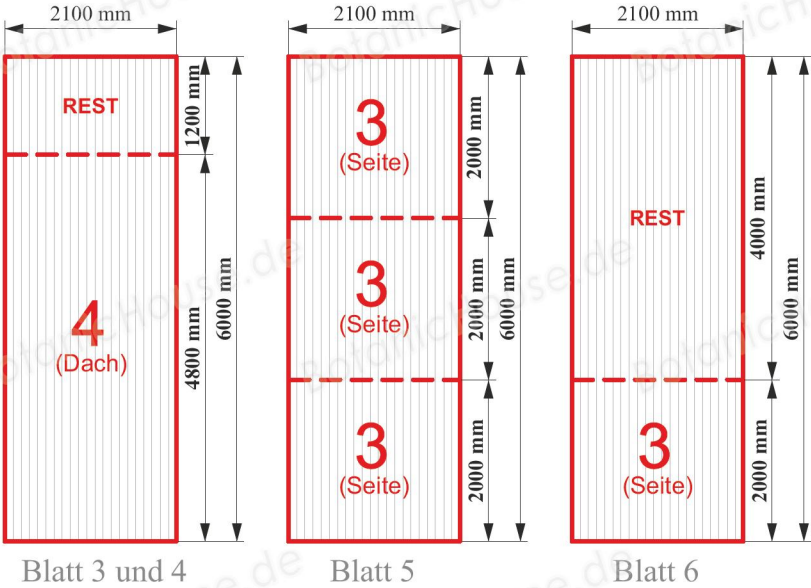 2100 mm
REST
1200 mm
4
(Dach)
4800 mm
6000 mm
Blatt 3 und 4
2100 mm
3
(Seite)
2000 mm
3
(Seite)
2000 mm
6000 mm
3
(Seite)
2000 mm
Blatt 5
2100 mm
REST
4000 mm
6000 mm
3
(Seite)
2000 mm
Blatt 6
BotanicHouse.de